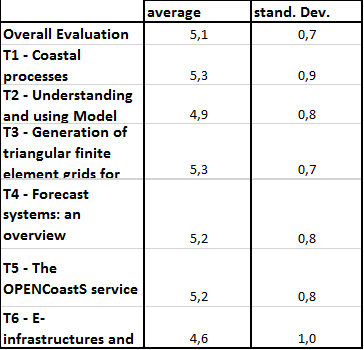 average stand. Dev.
Overall Evaluation 5,1 0,7
T1 - Coastal
processes 5,3 0,9
T2 - Understanding
and using Model 4,9 0,8
T3 - Generation of
triangular finite
element grids for 5,3 0,7
T4 - Forecast
systems: an
overview 5,2 0,8
T5 - The
OPENCoastS service 5,2 0,8
T6 - E-
infrastructures and 4,6 1,0